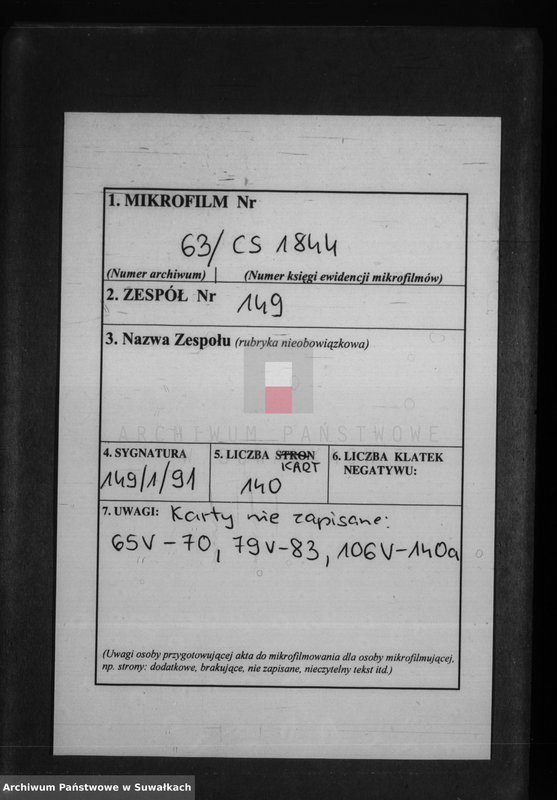 1. MIKROFILM Nr
63/ CS 1844
(Numer archiwum) (Numer księgi ewidencji mikrofilmów)
2. ZESPÓŁ Nr 149
3. Nazwa Zespołu (rubryka nieobowiązkowa)
ARCHIWUM PAŃSTWOWE
4. SYGNATURA
149/1/91
5. LICZBA STRON
KART
140
6. LICZBA KLATEK
NEGATYWU:
7. UWAGI: Karty nie zapisane:
65V-70, 79V-83, 106V-140a
(Uwagi osoby przygotowującej akta do mikrofilmowania dla osoby mikrofilmującej,
np. strony: dodatkowe, brakujące, nie zapisane, nieczytelny tekst itd.)
Archiwum Państwowe w Suwałkach